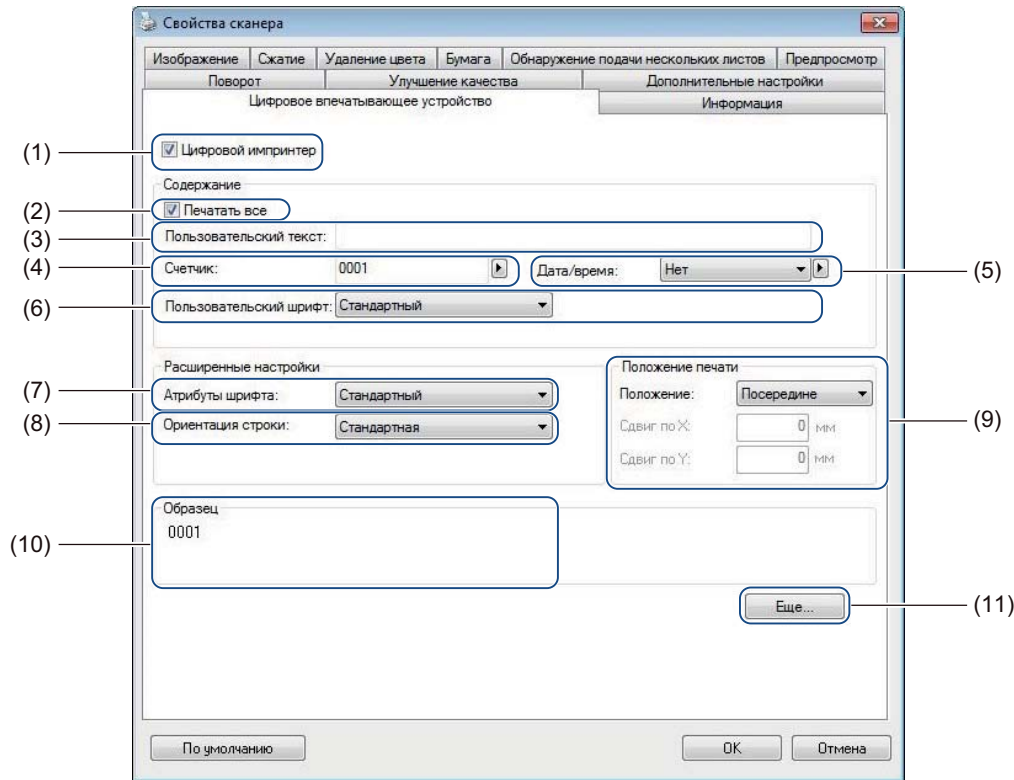 Свойства сканера
Изображение Сжатие Удаление цвета Бумага Обнаружение подачи нескольких листов Предпросмотр
Поворот Улучшение качества Дополнительные настройки
Цифровое впечатывающее устройство Информация
(1) Цифровой импринтер
Содержание
(2) Печатать все
(3) Пользовательский текст:
(4) Счетчик: 0001 Дата/время: Нет (5)
(6) Пользовательский шрифт: Стандартный
Расширенные настройки Положение печати
(7) Атрибуты шрифта: Стандартный Положение: Посередине
(8) Ориентация строки: Стандартная Сдвиг по X: 0 мм (9)
Сдвиг по Y: 0 мм
Образец
0001
(10)
Еще... (11)
По умолчанию OK Отмена